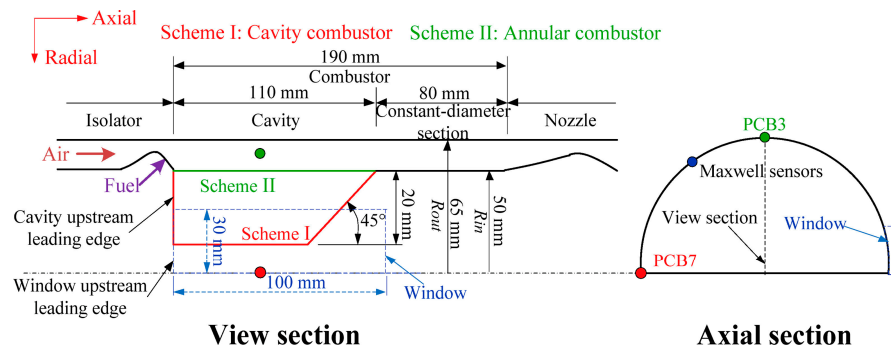 Axial
Radial
Scheme I: Cavity combustor
Scheme II: Annular combustor
190 mm
Combustor
110 mm
80 mm
Isolator
Cavity
Constant-diameter
section
Nozzle
Air
Fuel
Scheme II
Cavity upstream
leading edge
30 mm
Scheme I
45°
20 mm
65 mm
Rout
50 mm
Rin
Window upstream
leading edge
100 mm
Window
View section
PCB3
Maxwell sensors
View section
Window
PCB7
Axial section